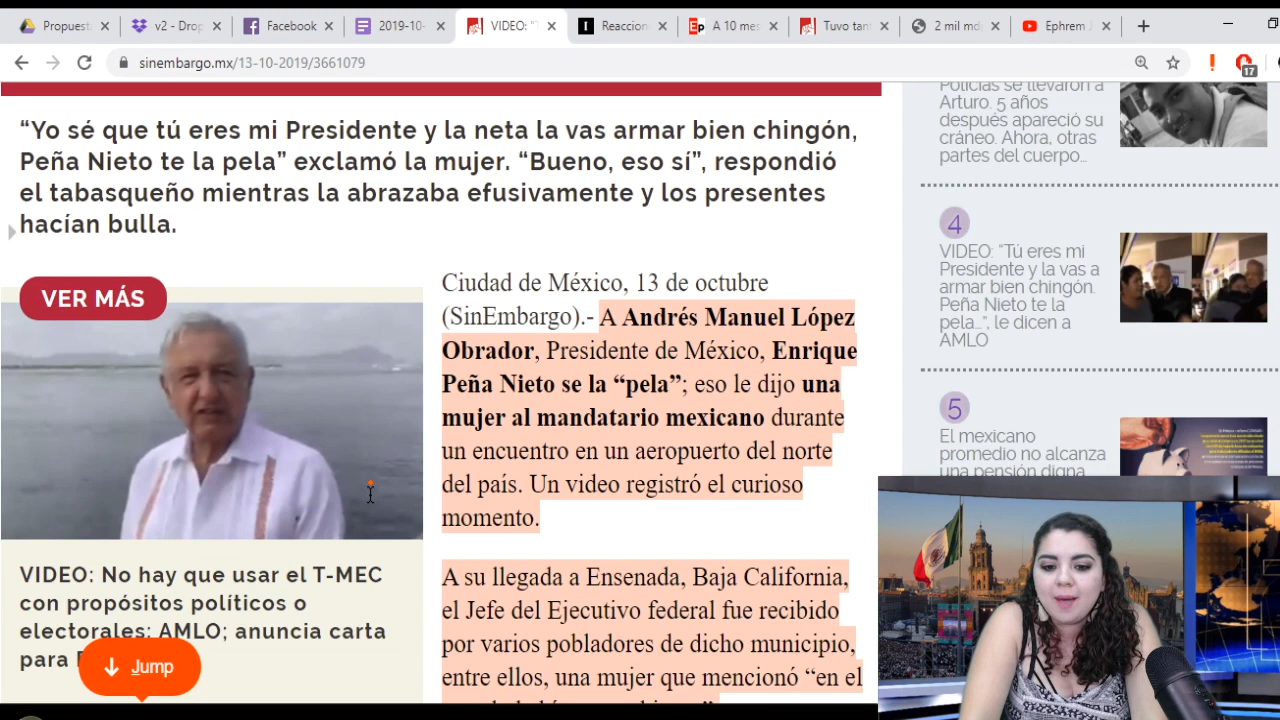 Propuest
v2 - Drop
Facebook
2019-10-
VIDEO: "T
Reaccion
A 10 mes
Tuvo tan
2 mil md
Ephrem J
sinembargo.mx/13-10-2019/3661079
17
“Yo sé que tú eres mi Presidente y la neta la vas armar bien chingón,
Peña Nieto te la pela” exclamó la mujer. “Bueno, eso sí”, respondió
el tabasqueño mientras la abrazaba efusivamente y los presentes
hacían bulla.
VER MÁS
VIDEO: No hay que usar el T-MEC
con propósitos políticos o
electorales: AMLO; anuncia carta
para
Jump
Ciudad de México, 13 de octubre
(SinEmbargo).- A Andrés Manuel López
Obrador, Presidente de México, Enrique
Peña Nieto se la “pela”; eso le dijo una
mujer al mandatario mexicano durante
un encuentro en un aeropuerto del norte
del país. Un video registró el curioso
momento.
A su llegada a Ensenada, Baja California,
el Jefe del Ejecutivo federal fue recibido
por varios pobladores de dicho municipio,
entre ellos, una mujer que mencionó “en el
Policías se llevaron a
Arturo. 5 años
después apareció su
cráneo. Ahora, otras
partes del cuerpo...
4
VIDEO: “Tú eres mi
Presidente y la vas a
armar bien chingón.
Peña Nieto te la
pela...”, le dicen a
AMLO
5
El mexicano
promedio no alcanza
una pensión digna